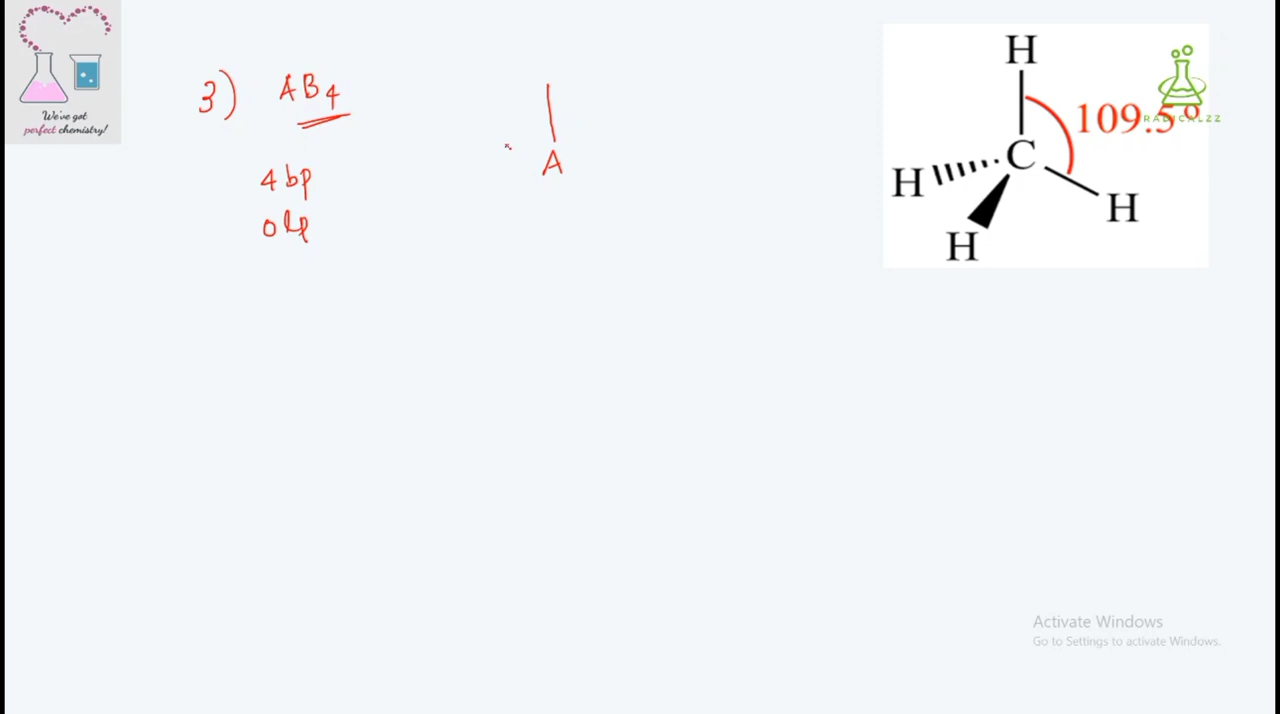 We've got
perfect chemistry!
3) AB4
4 bp
0 lp
A
H
109.5°
RADICALZZ
C
H
H
H
Activate Windows
Go to Settings to activate Windows.